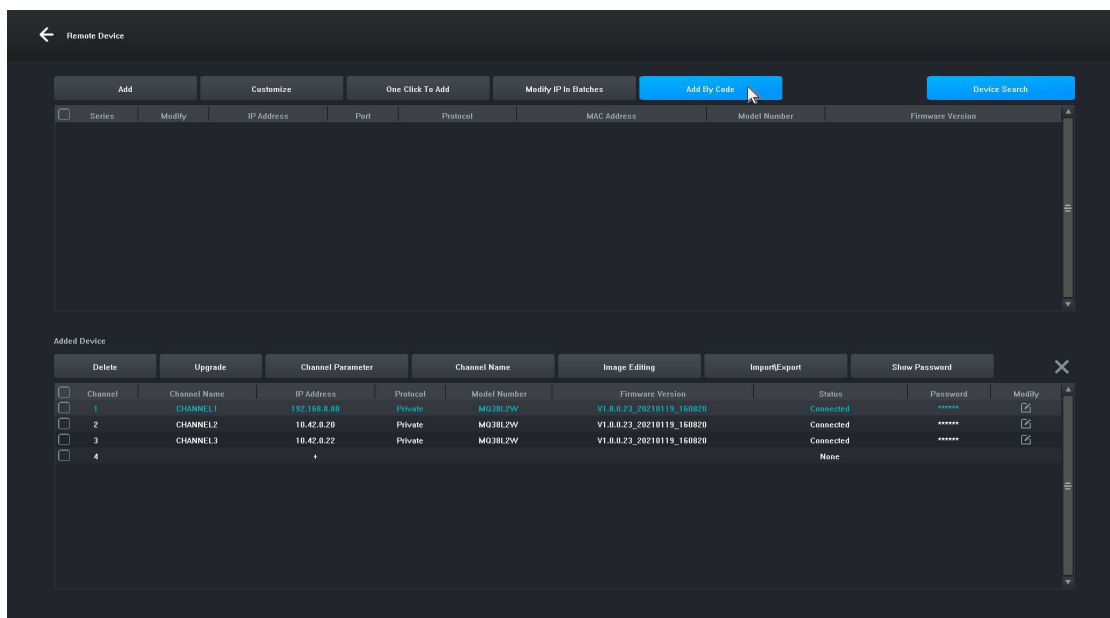 Remote Device
Add Customize One Click To Add Modify IP In Batches Add By Code Device Search
Series Modify IP Address Port Protocol MAC Address Model Number Firmware Version
Added Device
Delete Upgrade Channel Parameter Channel Name Image Editing Import\Export Show Password
Channel Channel Name IP Address Protocol Model Number Firmware Version Status Password Modify
1 CHANNEL1 192.168.8.88 Private MQ38L2W V1.0.0.23_20210119_160820 Connected ******
2 CHANNEL2 10.42.0.20 Private MQ38L2W V1.0.0.23_20210119_160820 Connected ******
3 CHANNEL3 10.42.0.22 Private MQ38L2W V1.0.0.23_20210119_160820 Connected ******
4 + None